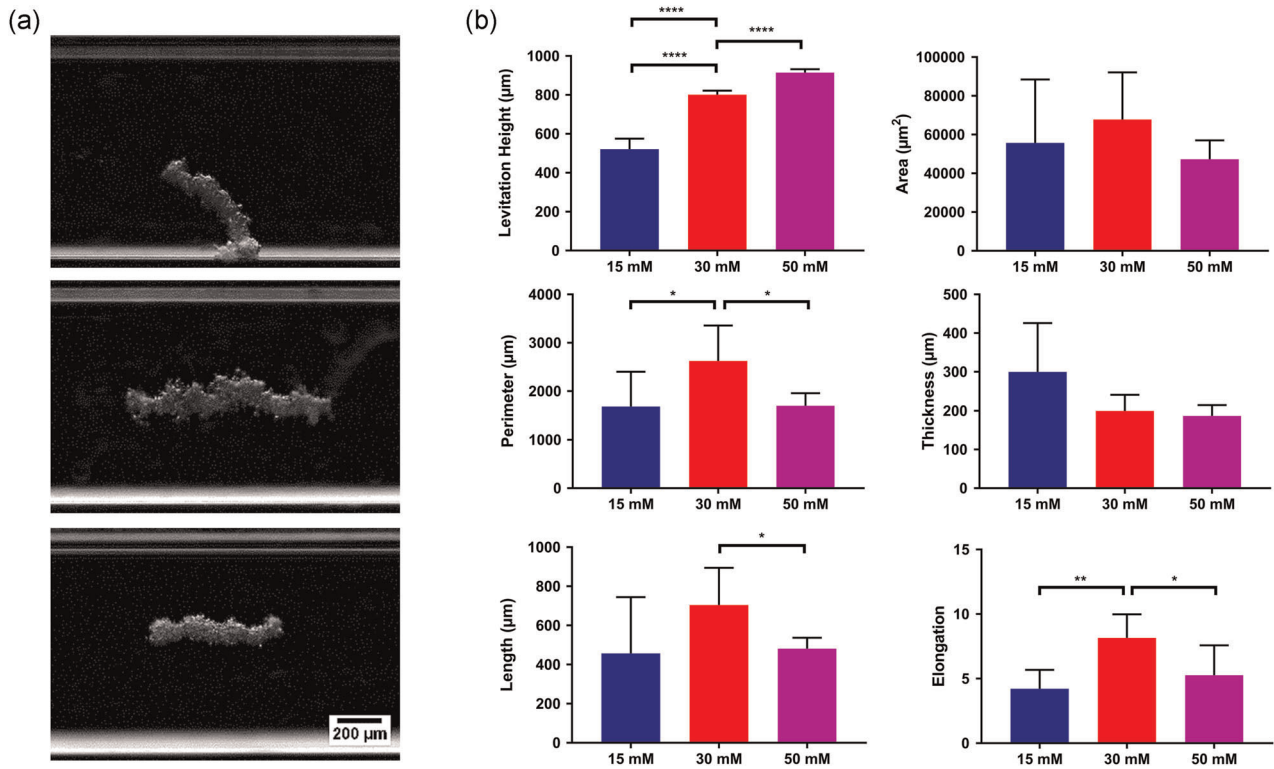 (a)
200 µm
(b)
****
****
****
Levitation Height (µm)
1000
800
600
400
200
0
15 mM
30 mM
50 mM
Area (µm²)
100000
80000
60000
40000
20000
0
15 mM
30 mM
50 mM
*
*
Perimeter (µm)
4000
3000
2000
1000
0
15 mM
30 mM
50 mM
Thickness (µm)
500
400
300
200
100
0
15 mM
30 mM
50 mM
*
Length (µm)
1000
800
600
400
200
0
15 mM
30 mM
50 mM
**
*
Elongation
15
10
5
0
15 mM
30 mM
50 mM